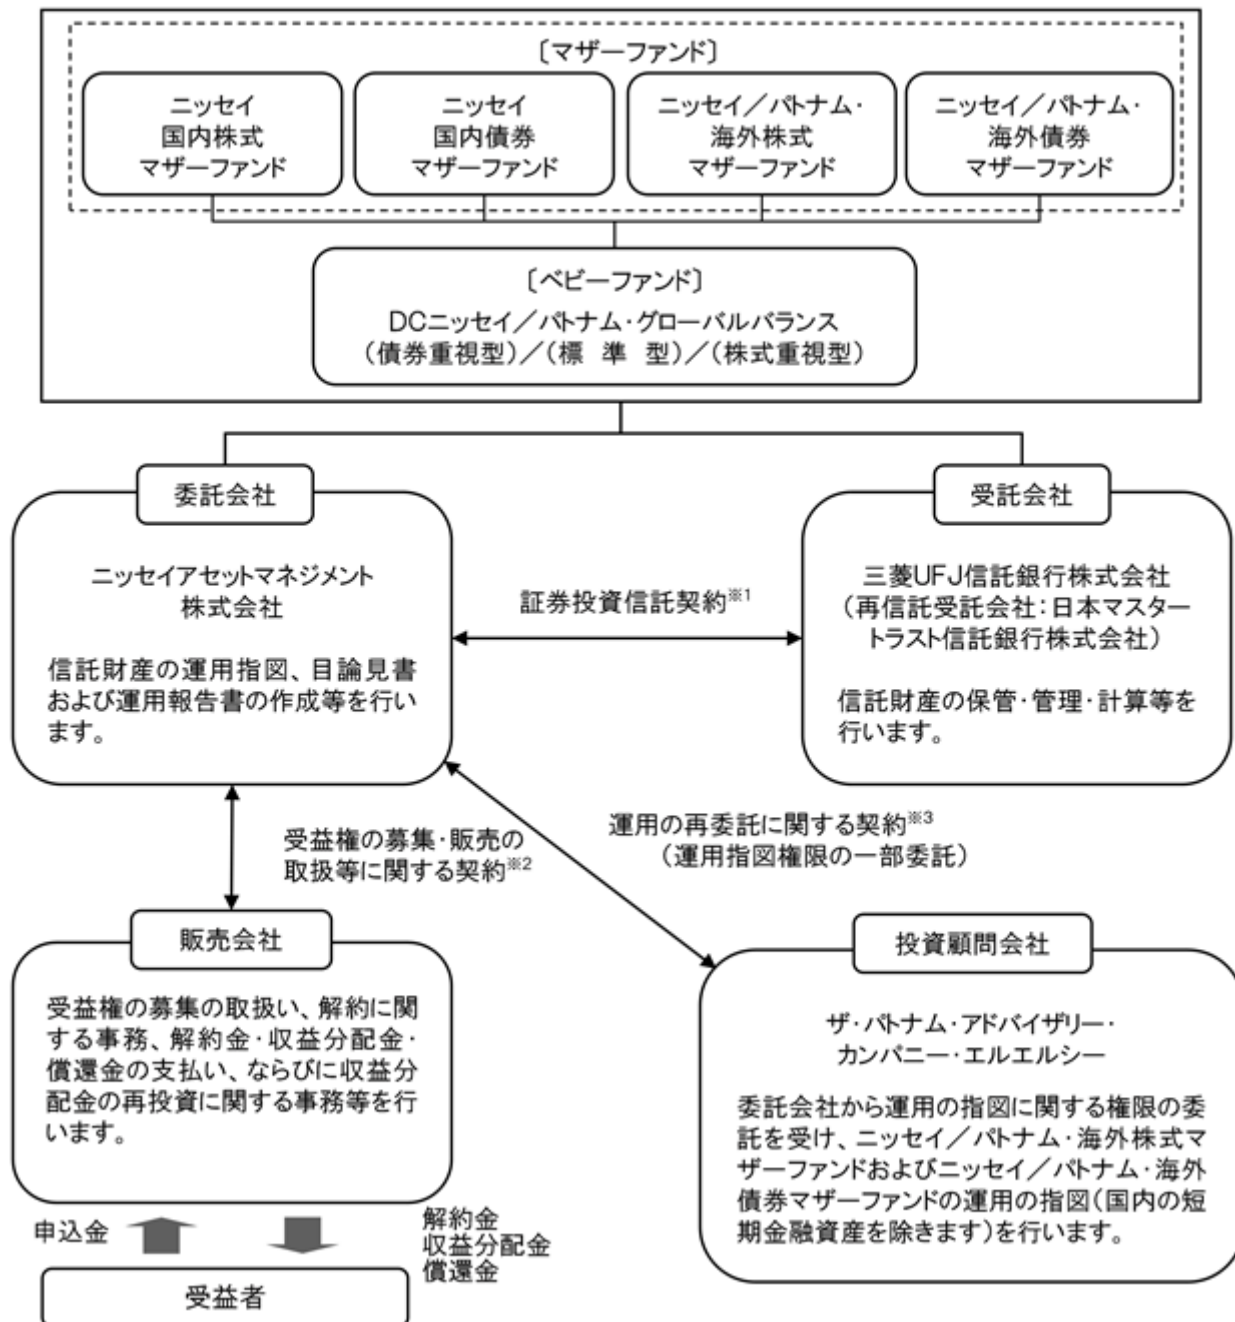 〔マザーファンド〕
ニッセイ
国内株式
マザーファンド
ニッセイ
国内債券
マザーファンド
ニッセイ／パトナム・
海外株式
マザーファンド
ニッセイ／パトナム・
海外債券
マザーファンド
〔ベビーファンド〕
DCニッセイ／パトナム・グローバルバランス
（債券重視型）／（標　準　型）／（株式重視型）
委託会社
ニッセイアセットマネジメント
株式会社
信託財産の運用指図、目論見書
および運用報告書の作成等を行い
ます。
証券投資信託契約※1
受託会社
三菱UFJ信託銀行株式会社
（再信託受託会社：日本マスター
トラスト信託銀行株式会社）
信託財産の保管・管理・計算等を
行います。
受益権の募集・販売の
取扱等に関する契約※2
運用の再委託に関する契約※3
（運用指図権限の一部委託）
販売会社
受益権の募集の取扱い、解約に関
する事務、解約金・収益分配金・
償還金の支払い、ならびに収益分
配金の再投資に関する事務等を行
います。
投資顧問会社
ザ・パトナム・アドバイザリー・
カンパニー・エルエルシー
委託会社から運用の指図に関する権限の委
託を受け、ニッセイ／パトナム・海外株式マ
ザーファンドおよびニッセイ／パトナム・海外
債券マザーファンドの運用の指図（国内の短
期金融資産を除きます）を行います。
申込金
解約金
収益分配金
償還金
受益者